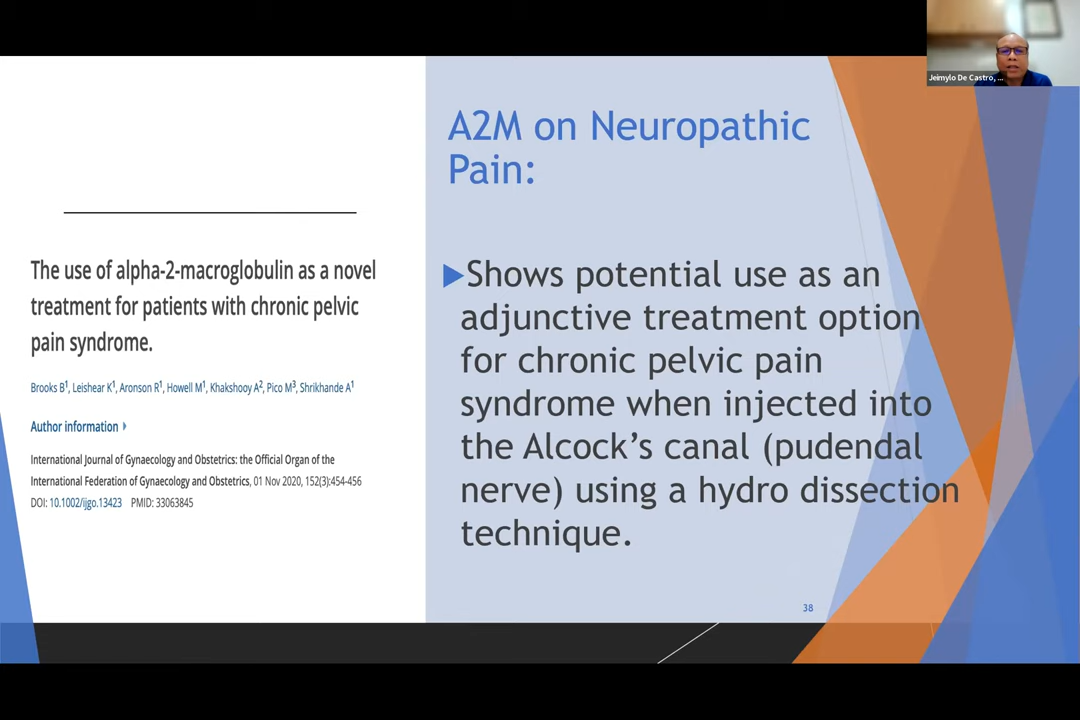 Jeimylo De Castro, ...
The use of alpha-2-macroglobulin as a novel
treatment for patients with chronic pelvic
pain syndrome.
Brooks B1, Leishear K1, Aronson R1, Howell M1, Khakshooy A2, Pico M3, Shrikhande A1
Author information
International Journal of Gynaecology and Obstetrics: the Official Organ of the
International Federation of Gynaecology and Obstetrics, 01 Nov 2020, 152(3):454-456
DOI: 10.1002/ijgo.13423 PMID: 33063845
A2M on Neuropathic
Pain:
Shows potential use as an
adjunctive treatment option
for chronic pelvic pain
syndrome when injected into
the Alcock’s canal (pudendal
nerve) using a hydro dissection
technique.
38